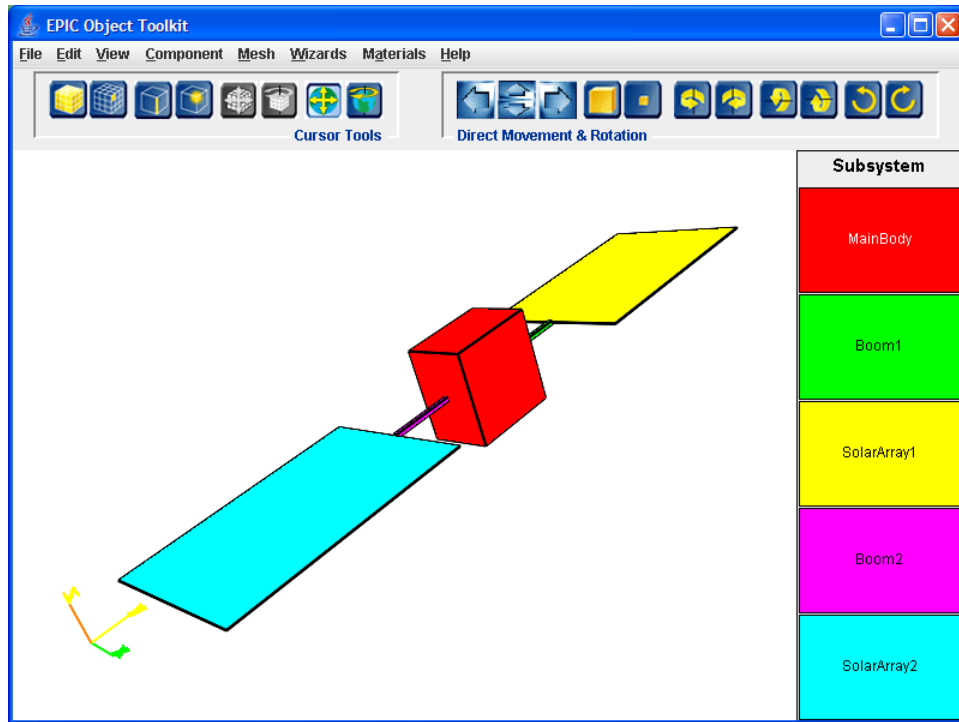 EPIC Object Toolkit
File Edit View Component Mesh Wizards Materials Help
Cursor Tools
Direct Movement & Rotation
Subsystem
MainBody
Boom1
SolarArray1
Boom2
SolarArray2